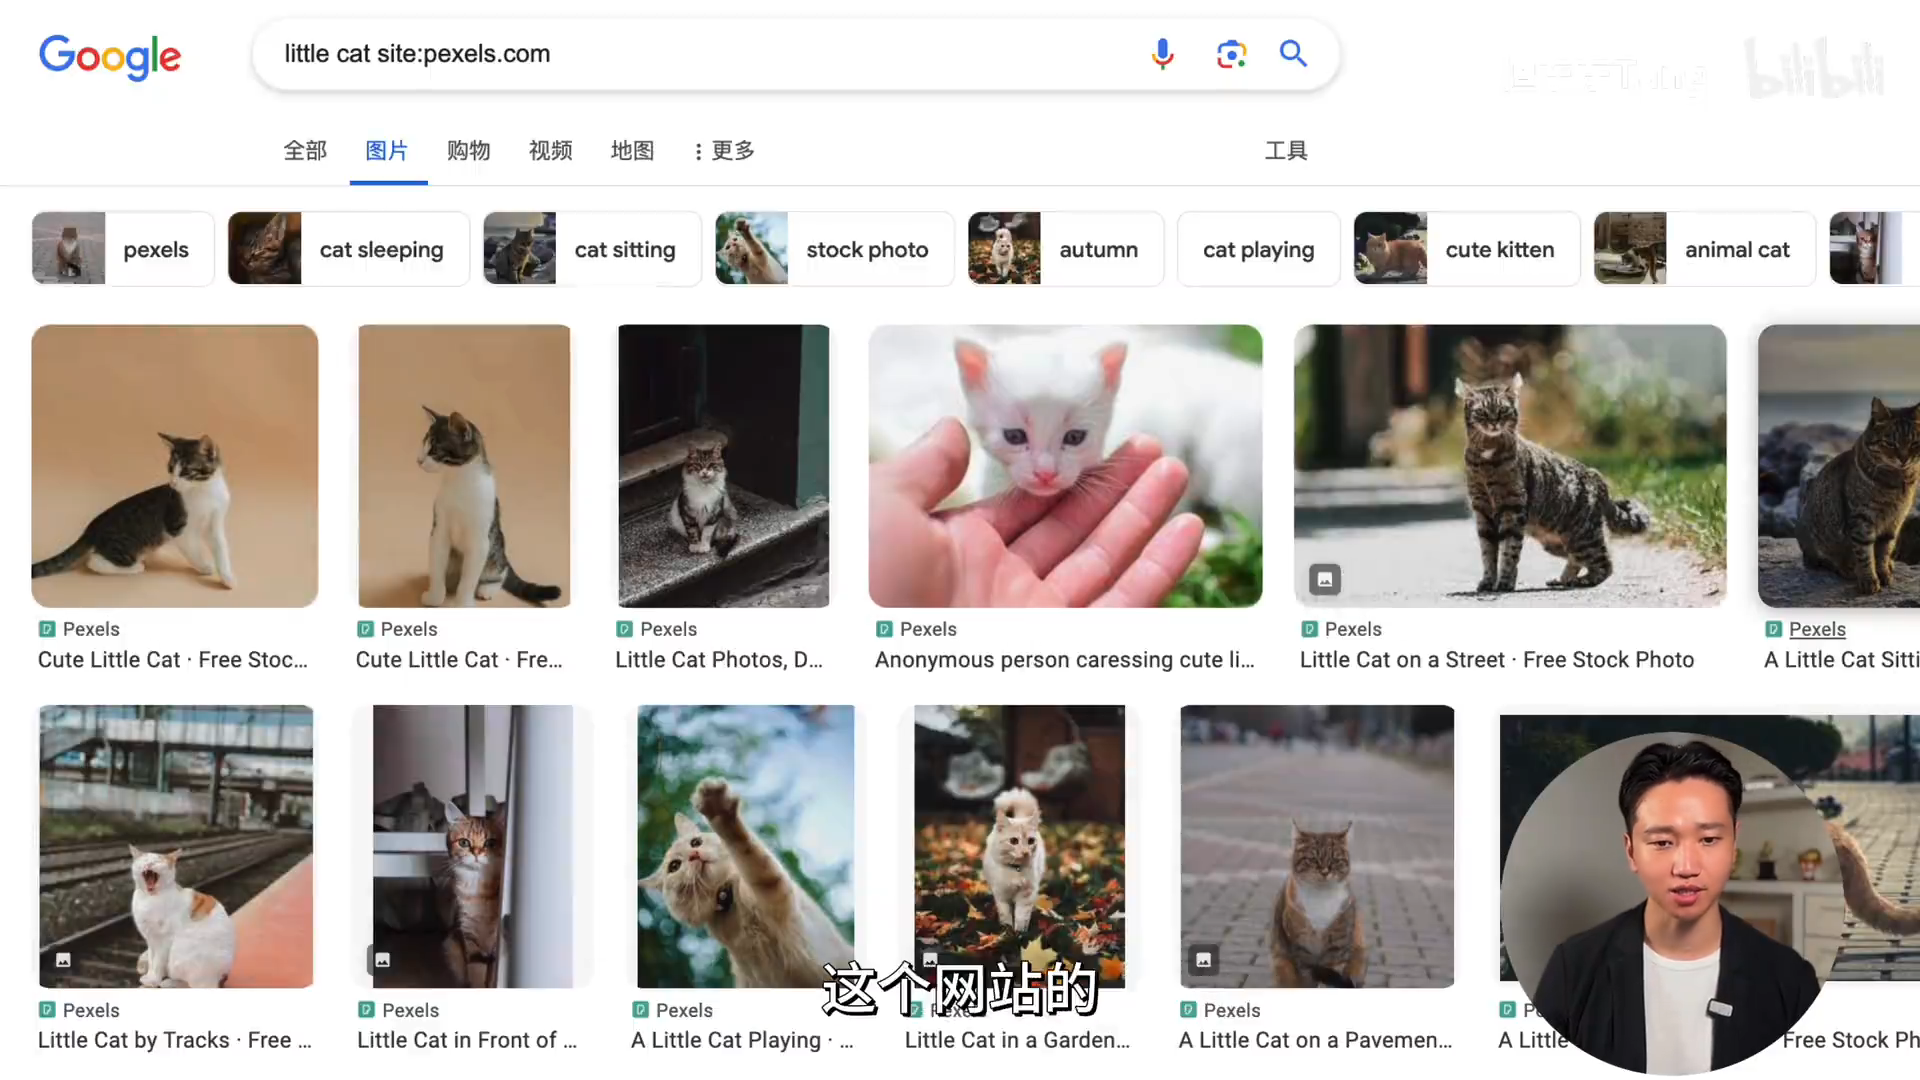 Google
little cat site:pexels.com
bilibili
全部 图片 购物 视频 地图 更多 工具
pexels cat sleeping cat sitting stock photo autumn cat playing cute kitten animal cat
Pexels Pexels Pexels Pexels Pexels Pexels
Cute Little Cat · Free Stoc... Cute Little Cat · Fre... Little Cat Photos, D... Anonymous person caressing cute li... Little Cat on a Street · Free Stock Photo A Little Cat Sitti
这个网站的
Pexels Pexels Pexels Pexels Pexels
Little Cat by Tracks · Free ... Little Cat in Front of ... A Little Cat Playing · ... Little Cat in a Garden... A Little Cat on a Pavemen... A Little Free Stock Ph